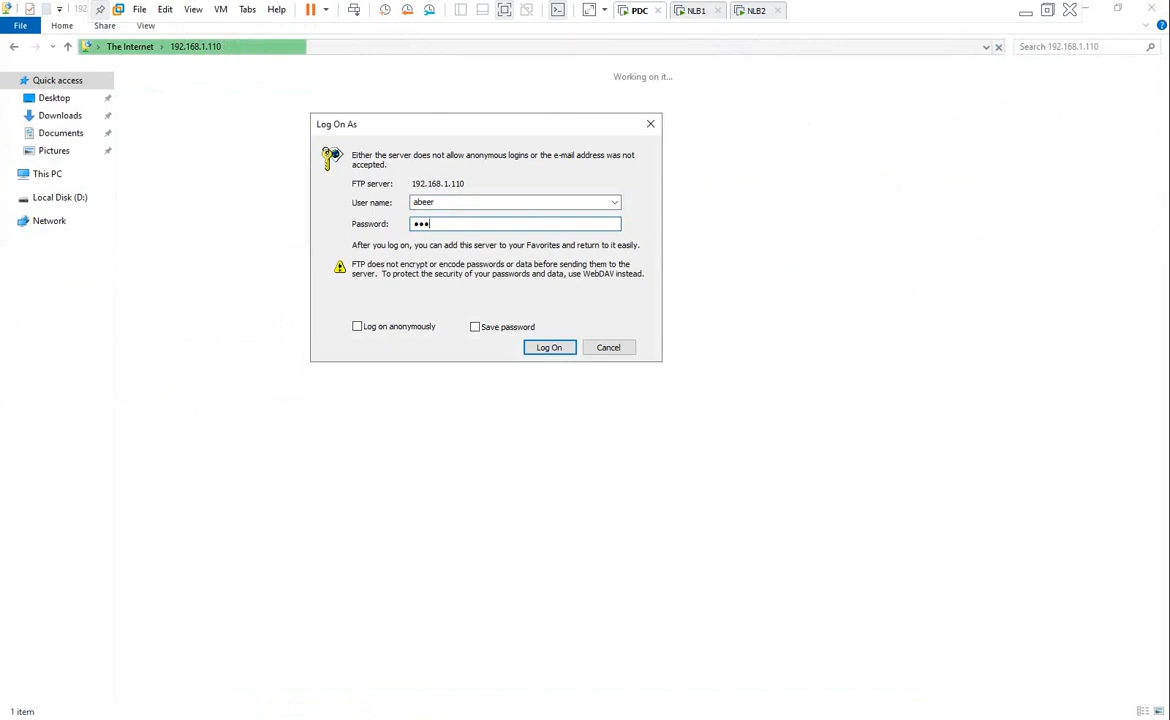 192 File Edit View VM Tabs Help PDC NLB1 NLB2
File Home Share View
The Internet 192.168.1.110 Search 192.168.1.110
Quick access
Desktop
Downloads
Documents
Pictures
This PC
Local Disk (D:)
Network
Working on it...
Log On As
Either the server does not allow anonymous logins or the e-mail address was not
accepted.
FTP server: 192.168.1.110
User name: abeer
Password: •••
After you log on, you can add this server to your Favorites and return to it easily.
FTP does not encrypt or encode passwords or data before sending them to the
server. To protect the security of your passwords and data, use WebDAV instead.
Log on anonymously Save password
Log On Cancel
1 item